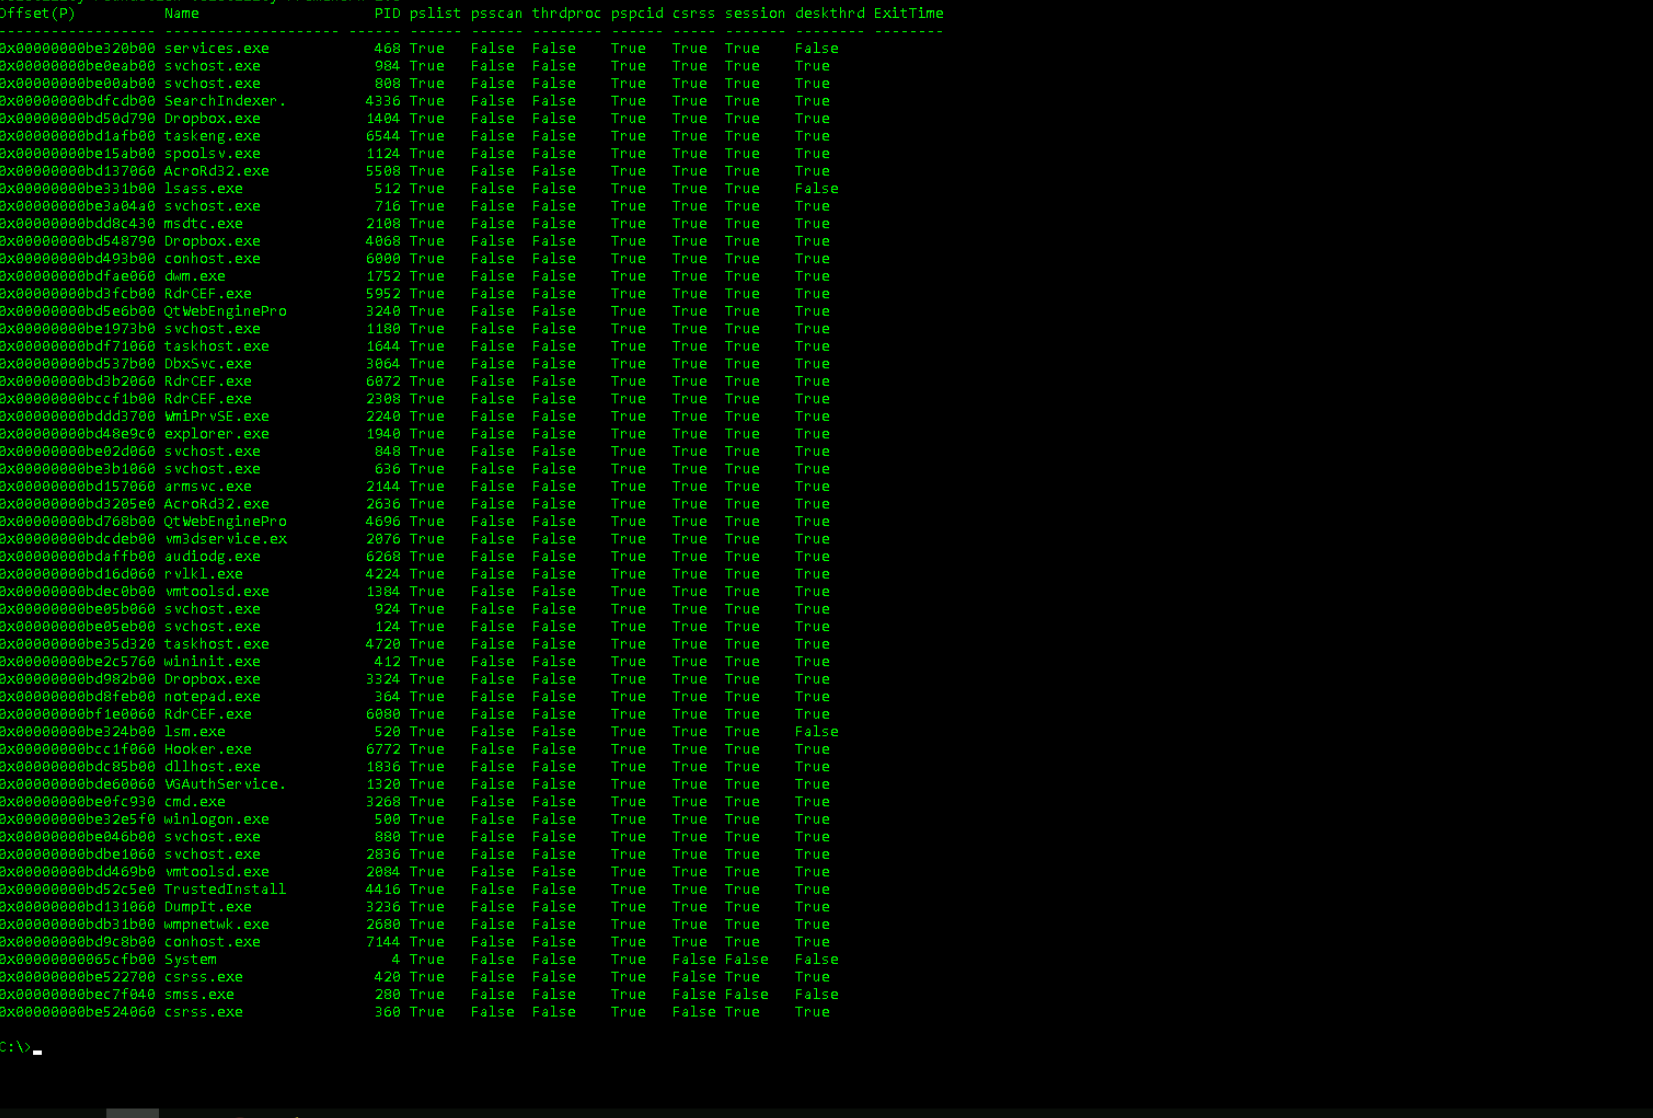 Offset(P) Name PID pslist psscan thrdproc pspcid csrss session deskthrd ExitTime
------------------ -------------------- ------ ------ ------ -------- ------ ----- ------- -------- --------
0x00000000be320b00 services.exe 468 True False False True True True False
0x00000000be0eab00 svchost.exe 984 True False False True True True True
0x00000000be00ab00 svchost.exe 808 True False False True True True True
0x00000000bdfcdb00 SearchIndexer. 4336 True False False True True True True
0x00000000bd50d790 Dropbox.exe 1404 True False False True True True True
0x00000000bd1afb00 taskeng.exe 6544 True False False True True True True
0x00000000be15ab00 spoolsv.exe 1124 True False False True True True True
0x00000000bd137060 AcroRd32.exe 5508 True False False True True True True
0x00000000be331b00 lsass.exe 512 True False False True True True False
0x00000000be3a04a0 svchost.exe 716 True False False True True True True
0x00000000bdd8c430 msdtc.exe 2108 True False False True True True True
0x00000000bd548790 Dropbox.exe 4068 True False False True True True True
0x00000000bd493b00 conhost.exe 6000 True False False True True True True
0x00000000bdfae060 dwm.exe 1752 True False False True True True True
0x00000000bd3fcb00 RdrCEF.exe 5952 True False False True True True True
0x00000000bd5e6b00 QtWebEnginePro 3240 True False False True True True True
0x00000000be1973b0 svchost.exe 1180 True False False True True True True
0x00000000bdf71060 taskhost.exe 1644 True False False True True True True
0x00000000bd537b00 DbxSvc.exe 3064 True False False True True True True
0x00000000bd3b2060 RdrCEF.exe 6072 True False False True True True True
0x00000000bccf1b00 RdrCEF.exe 2308 True False False True True True True
0x00000000bddd3700 WmiPrvSE.exe 2240 True False False True True True True
0x00000000bd48e9c0 explorer.exe 1940 True False False True True True True
0x00000000be02d060 svchost.exe 848 True False False True True True True
0x00000000be3b1060 svchost.exe 636 True False False True True True True
0x00000000bd157060 armsvc.exe 2144 True False False True True True True
0x00000000bd3205e0 AcroRd32.exe 2636 True False False True True True True
0x00000000bd768b00 QtWebEnginePro 4696 True False False True True True True
0x00000000bdcdeb00 vm3dservice.ex 2076 True False False True True True True
0x00000000bdaffb00 audiodg.exe 6268 True False False True True True True
0x00000000bd16d060 rvlkl.exe 4224 True False False True True True True
0x00000000bdec0b00 vmtoolsd.exe 1384 True False False True True True True
0x00000000be05b060 svchost.exe 924 True False False True True True True
0x00000000be05eb00 svchost.exe 124 True False False True True True True
0x00000000be35d320 taskhost.exe 4720 True False False True True True True
0x00000000be2c5760 wininit.exe 412 True False False True True True True
0x00000000bd982b00 Dropbox.exe 3324 True False False True True True True
0x00000000bd8feb00 notepad.exe 364 True False False True True True True
0x00000000bf1e0060 RdrCEF.exe 6080 True False False True True True True
0x00000000be324b00 lsm.exe 520 True False False True True True False
0x00000000bcc1f060 Hooker.exe 6772 True False False True True True True
0x00000000bdc85b00 dllhost.exe 1836 True False False True True True True
0x00000000bde60060 VGAuthService. 1320 True False False True True True True
0x00000000be0fc930 cmd.exe 3268 True False False True True True True
0x00000000be32e5f0 winlogon.exe 500 True False False True True True True
0x00000000be046b00 svchost.exe 880 True False False True True True True
0x00000000bdbe1060 svchost.exe 2836 True False False True True True True
0x00000000bdd469b0 vmtoolsd.exe 2084 True False False True True True True
0x00000000bd52c5e0 TrustedInstall 4416 True False False True True True True
0x00000000bd131060 DumpIt.exe 3236 True False False True True True True
0x00000000bdb31b00 wmpnetwk.exe 2680 True False False True True True True
0x00000000bd9c8b00 conhost.exe 7144 True False False True True True True
0x00000000065cfb00 System 4 True False False True False False False
0x00000000be522700 csrss.exe 420 True False False True False True True
0x00000000bec7f040 smss.exe 280 True False False True False False False
0x00000000be524060 csrss.exe 360 True False False True False True True
C:\>